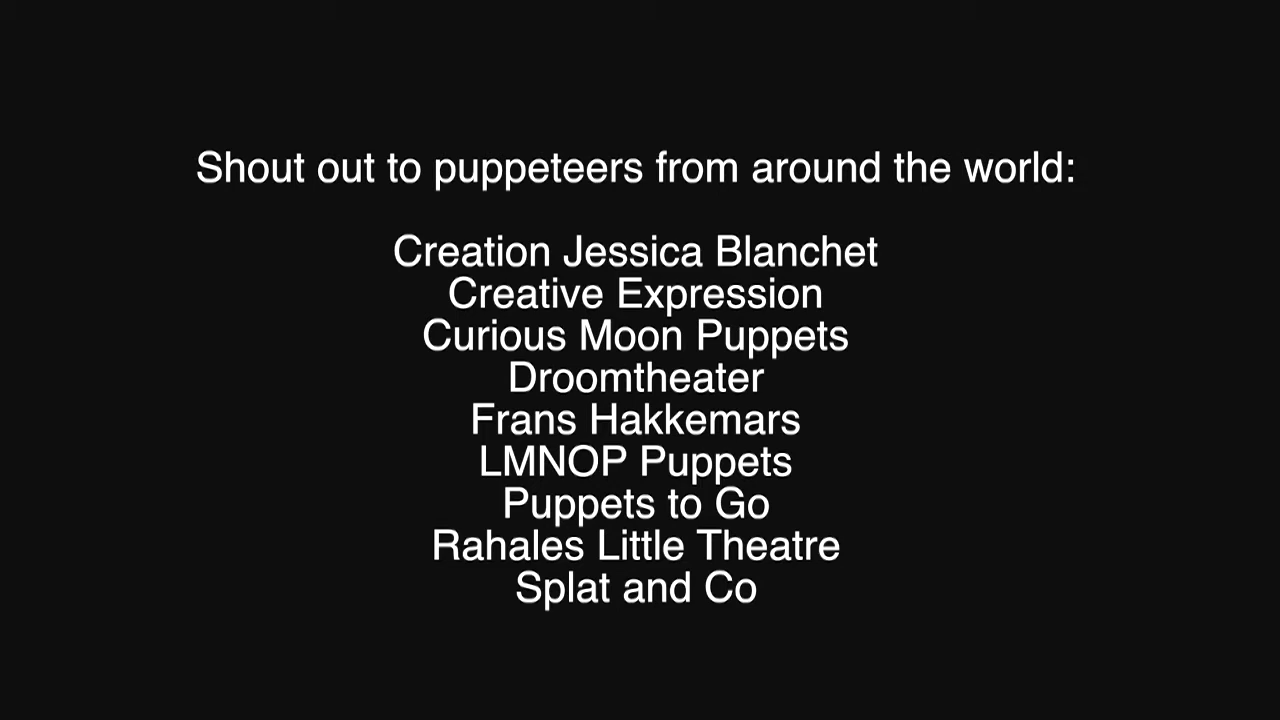 Shout out to puppeteers from around the world:
Creation Jessica Blanchet
Creative Expression
Curious Moon Puppets
Droomtheater
Frans Hakkemars
LMNOP Puppets
Puppets to Go
Rahales Little Theatre
Splat and Co